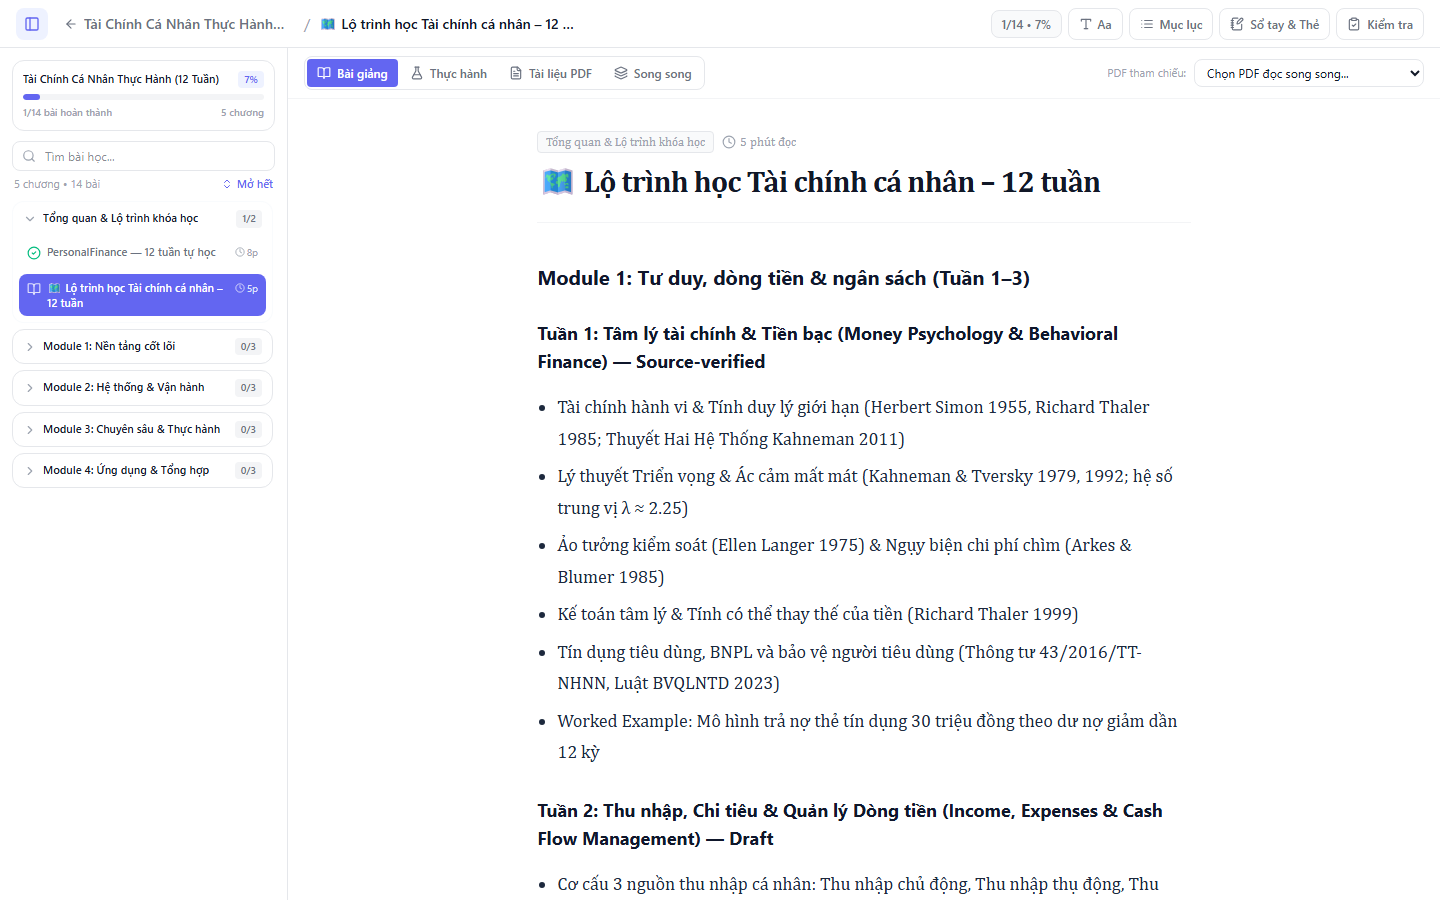 Tài Chính Cá Nhân Thực Hành...
/
Lộ trình học Tài chính cá nhân – 12 ...
1/14 • 7%
Aa
Mục lục
Sổ tay & Thẻ
Kiểm tra
Tài Chính Cá Nhân Thực Hành (12 Tuần)
7%
1/14 bài hoàn thành
5 chương
Tìm bài học...
5 chương • 14 bài
Mở hết
Tổng quan & Lộ trình khóa học
1/2
PersonalFinance — 12 tuần tự học
8p
Lộ trình học Tài chính cá nhân –
12 tuần
5p
Module 1: Nền tảng cốt lõi
0/3
Module 2: Hệ thống & Vận hành
0/3
Module 3: Chuyên sâu & Thực hành
0/3
Module 4: Ứng dụng & Tổng hợp
0/3
Bài giảng
Thực hành
Tài liệu PDF
Song song
PDF tham chiếu:
Chọn PDF đọc song song...
Tổng quan & Lộ trình khóa học
5 phút đọc
Lộ trình học Tài chính cá nhân – 12 tuần
Module 1: Tư duy, dòng tiền & ngân sách (Tuần 1–3)
Tuần 1: Tâm lý tài chính & Tiền bạc (Money Psychology & Behavioral
Finance) — Source-verified
• Tài chính hành vi & Tính duy lý giới hạn (Herbert Simon 1955, Richard Thaler
1985; Thuyết Hai Hệ Thống Kahneman 2011)
• Lý thuyết Triển vọng & Ác cảm mất mát (Kahneman & Tversky 1979, 1992; hệ số
trung vị λ ≈ 2.25)
• Ảo tưởng kiểm soát (Ellen Langer 1975) & Ngụy biện chi phí chìm (Arkes &
Blumer 1985)
• Kế toán tâm lý & Tính có thể thay thế của tiền (Richard Thaler 1999)
• Tín dụng tiêu dùng, BNPL và bảo vệ người tiêu dùng (Thông tư 43/2016/TT-
NHNN, Luật BVQLNTD 2023)
• Worked Example: Mô hình trả nợ thẻ tín dụng 30 triệu đồng theo dư nợ giảm dần
12 kỳ
Tuần 2: Thu nhập, Chi tiêu & Quản lý Dòng tiền (Income, Expenses & Cash
Flow Management) — Draft
• Cơ cấu 3 nguồn thu nhập cá nhân: Thu nhập chủ động, Thu nhập thụ động, Thu